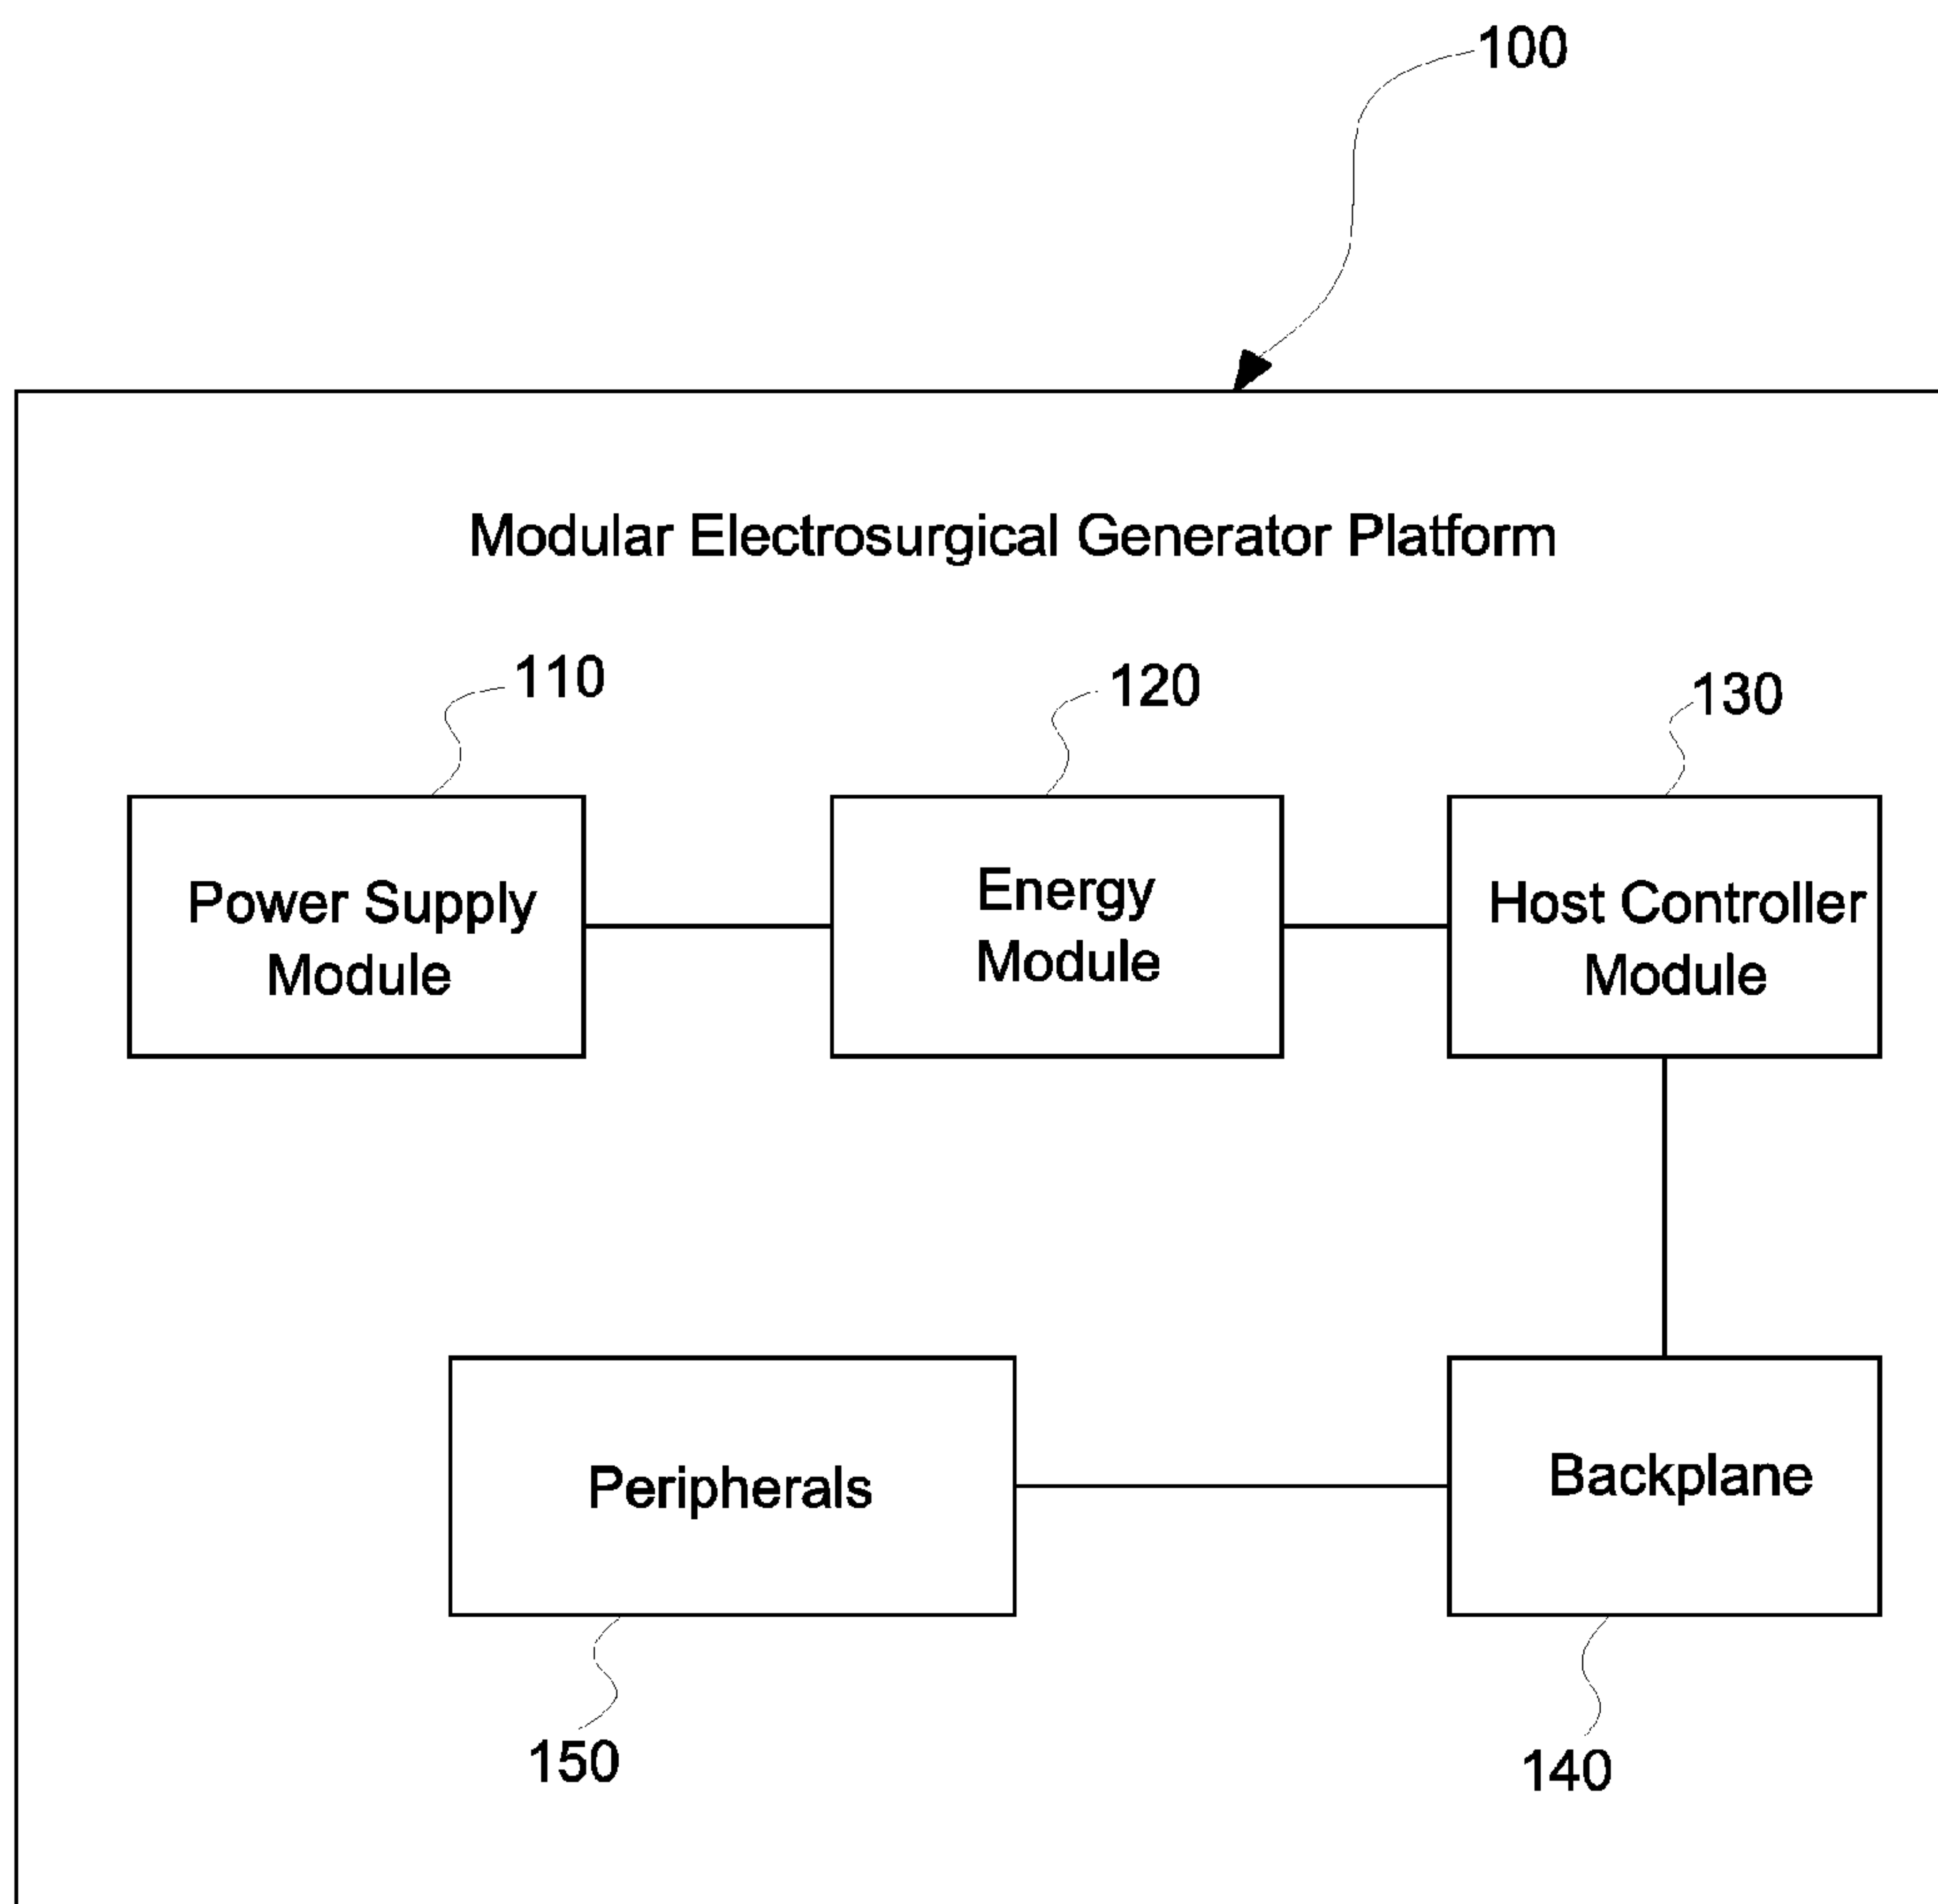 100
Modular Electrosurgical Generator Platform
110
120
130
Power Supply
Module
Energy
Module
Host Controller
Module
Peripherals
Backplane
150
140